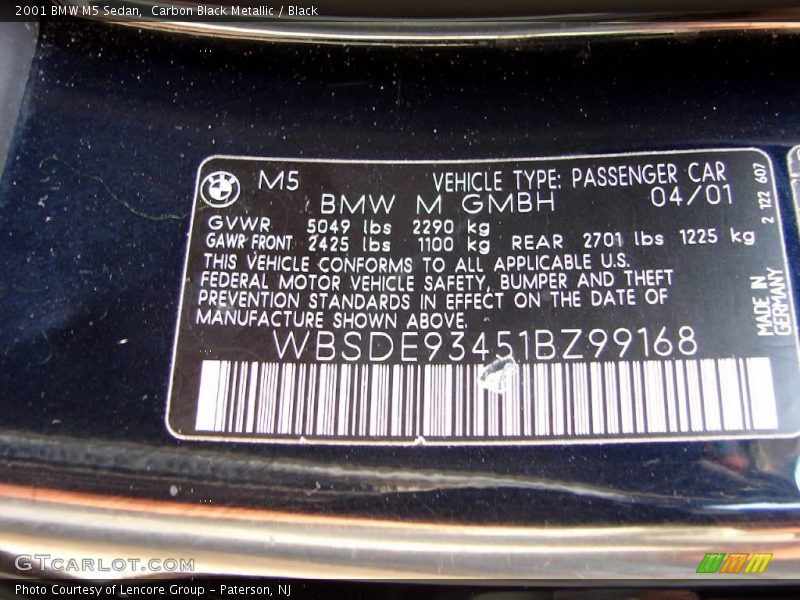 2001 BMW M5 Sedan,  Carbon Black Metallic / Black
M5 VEHICLE TYPE: PASSENGER CAR
BMW M GMBH 04/01
GVWR 5049 lbs 2290 kg
GAWR FRONT 2425 lbs 1100 kg REAR 2701 lbs 1225 kg
THIS VEHICLE CONFORMS TO ALL APPLICABLE U.S.
FEDERAL MOTOR VEHICLE SAFETY, BUMPER AND THEFT
PREVENTION STANDARDS IN EFFECT ON THE DATE OF
MANUFACTURE SHOWN ABOVE.
WBSDE93451BZ99168
2 122 607
MADE IN
GERMANY
GTCARLOT.COM
Photo Courtesy of Lencore Group - Paterson, NJ